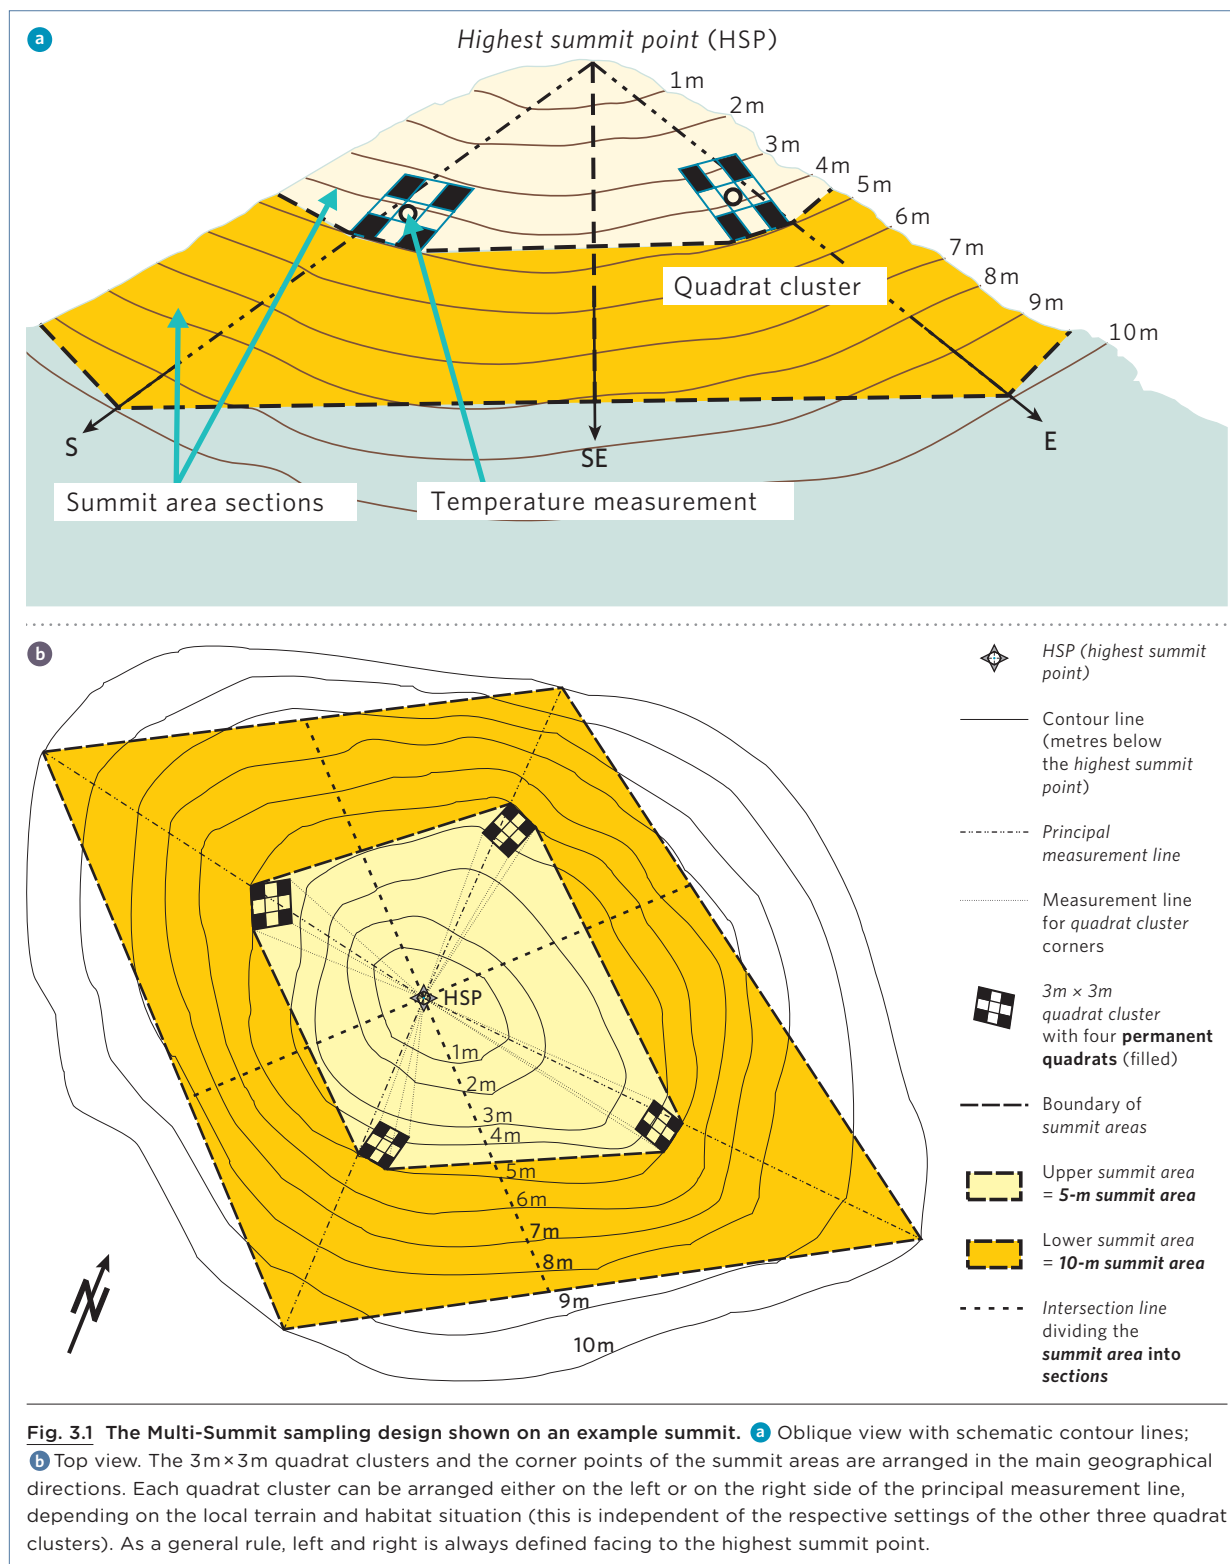 a
Highest summit point (HSP)
1m
2m
3m
4m
5m
6m
7m
8m
9m
10m
Quadrat cluster
S
SE
E
Summit area sections
Temperature measurement
b
HSP
1m
2m
3m
4m
5m
6m
7m
8m
9m
10m
N
HSP (highest summit
point)
Contour line
(metres below
the highest summit
point)
Principal
measurement line
Measurement line
for quadrat cluster
corners
3m × 3m
quadrat cluster
with four permanent
quadrats (filled)
Boundary of
summit areas
Upper summit area
= 5-m summit area
Lower summit area
= 10-m summit area
Intersection line
dividing the
summit area into
sections
Fig. 3.1 The Multi-Summit sampling design shown on an example summit. a Oblique view with schematic contour lines;
b Top view. The 3m×3m quadrat clusters and the corner points of the summit areas are arranged in the main geographical
directions. Each quadrat cluster can be arranged either on the left or on the right side of the principal measurement line,
depending on the local terrain and habitat situation (this is independent of the respective settings of the other three quadrat
clusters). As a general rule, left and right is always defined facing to the highest summit point.